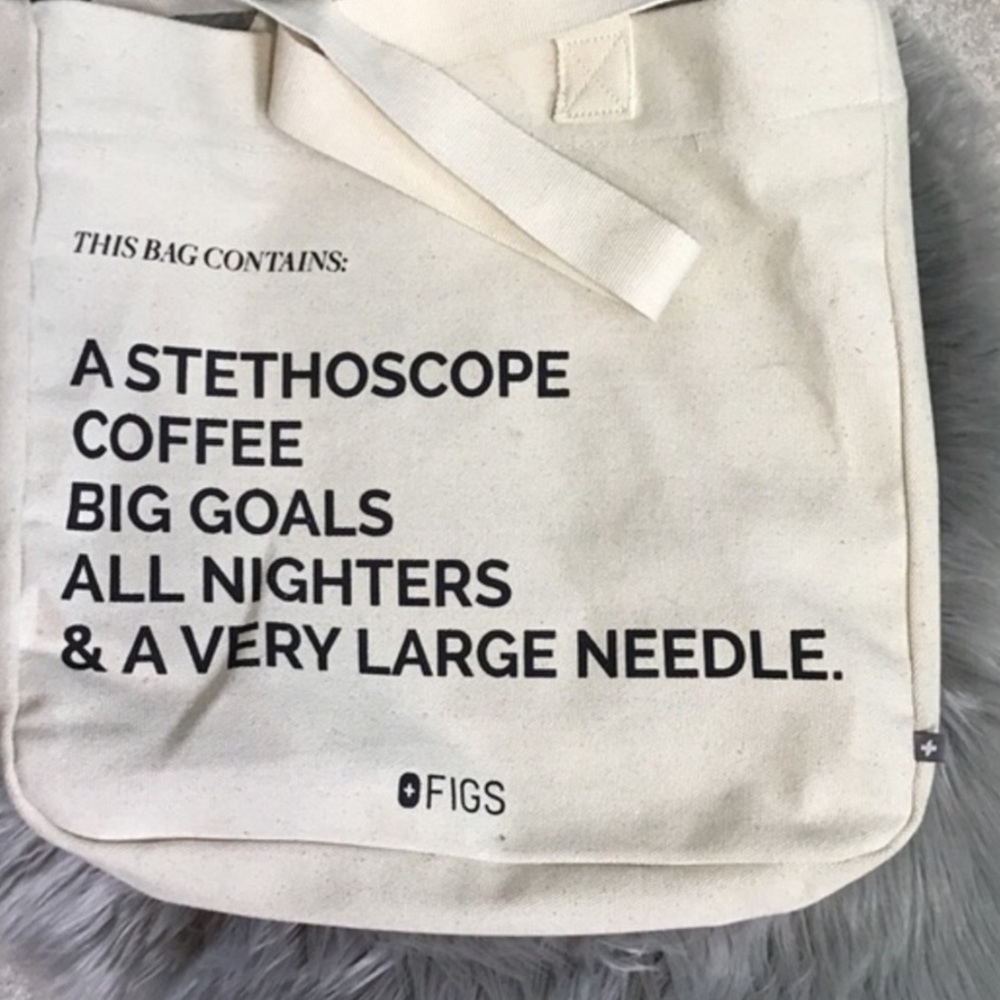 THIS BAG CONTAINS:
A STETHOSCOPE
COFFEE
BIG GOALS
ALL NIGHTERS
& A VERY LARGE NEEDLE.
FIGS